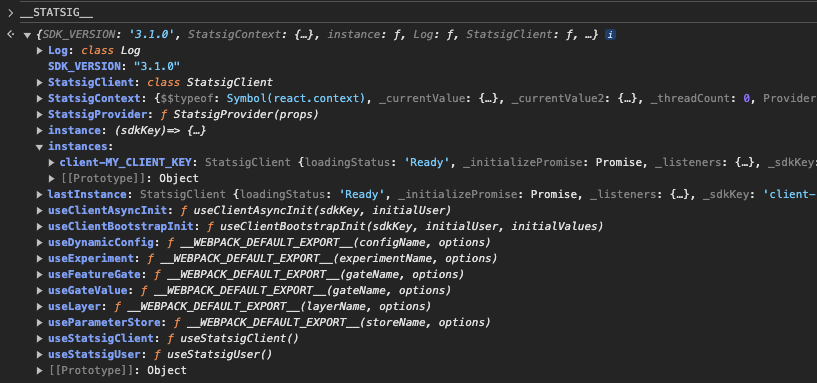 > __STATSIG__
{SDK_VERSION: '3.1.0', StatsigContext: {…}, instance: ƒ, Log: ƒ, StatsigClient: ƒ, …} i
Log: class Log
SDK_VERSION: "3.1.0"
StatsigClient: class StatsigClient
StatsigContext: {$$typeof: Symbol(react.context), _currentValue: {…}, _currentValue2: {…}, _threadCount: 0, Provider
StatsigProvider: ƒ StatsigProvider(props)
instance: (sdkKey)=> {…}
instances:
client-MY_CLIENT_KEY: StatsigClient {loadingStatus: 'Ready', _initializePromise: Promise, _listeners: {…}, _sdkKey
[[Prototype]]: Object
lastInstance: StatsigClient {loadingStatus: 'Ready', _initializePromise: Promise, _listeners: {…}, _sdkKey: 'client-
useClientAsyncInit: ƒ useClientAsyncInit(sdkKey, initialUser)
useClientBootstrapInit: ƒ useClientBootstrapInit(sdkKey, initialUser, initialValues)
useDynamicConfig: ƒ __WEBPACK_DEFAULT_EXPORT__(configName, options)
useExperiment: ƒ __WEBPACK_DEFAULT_EXPORT__(experimentName, options)
useFeatureGate: ƒ __WEBPACK_DEFAULT_EXPORT__(gateName, options)
useGateValue: ƒ __WEBPACK_DEFAULT_EXPORT__(gateName, options)
useLayer: ƒ __WEBPACK_DEFAULT_EXPORT__(layerName, options)
useParameterStore: ƒ __WEBPACK_DEFAULT_EXPORT__(storeName, options)
useStatsigClient: ƒ useStatsigClient()
useStatsigUser: ƒ useStatsigUser()
[[Prototype]]: Object